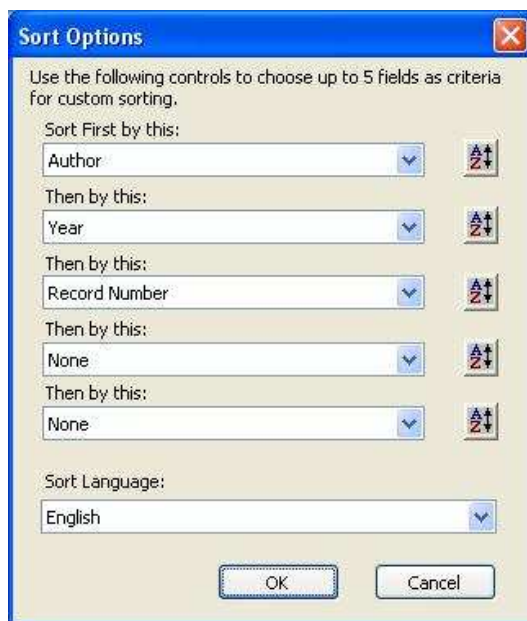 Sort Options
Use the following controls to choose up to 5 fields as criteria
for custom sorting.
Sort First by this:
Author
A
Z
Then by this:
Year
A
Z
Then by this:
Record Number
A
Z
Then by this:
None
A
Z
Then by this:
None
A
Z
Sort Language:
English
OK Cancel